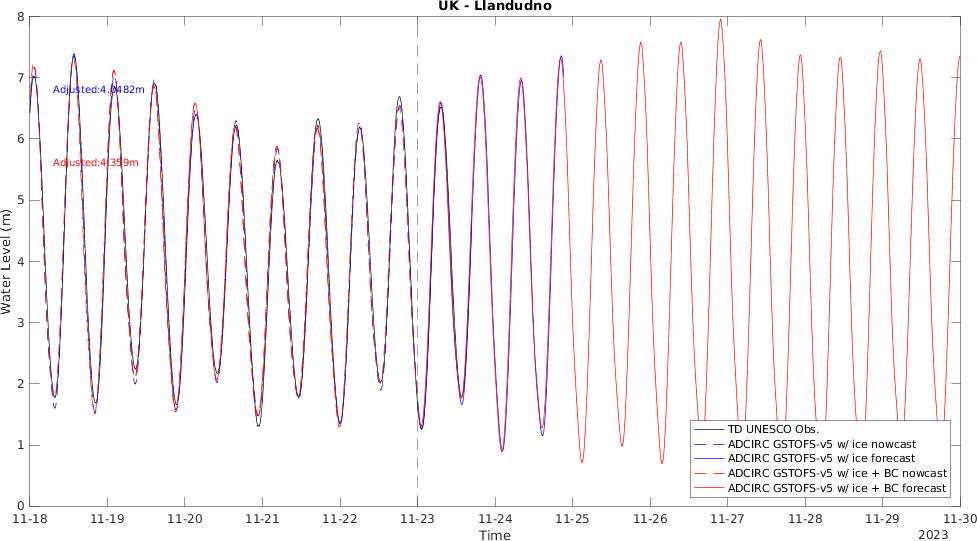 UK - Llandudno
8
7
6
5
4
3
2
1
0
Adjusted:4.0482m
Adjusted:4.359m
Water Level (m)
TD UNESCO Obs.
ADCIRC GSTOFS-v5 w/ ice nowcast
ADCIRC GSTOFS-v5 w/ ice forecast
ADCIRC GSTOFS-v5 w/ ice + BC nowcast
ADCIRC GSTOFS-v5 w/ ice + BC forecast
11-18 11-19 11-20 11-21 11-22 11-23 11-24 11-25 11-26 11-27 11-28 11-29 11-30
Time
2023